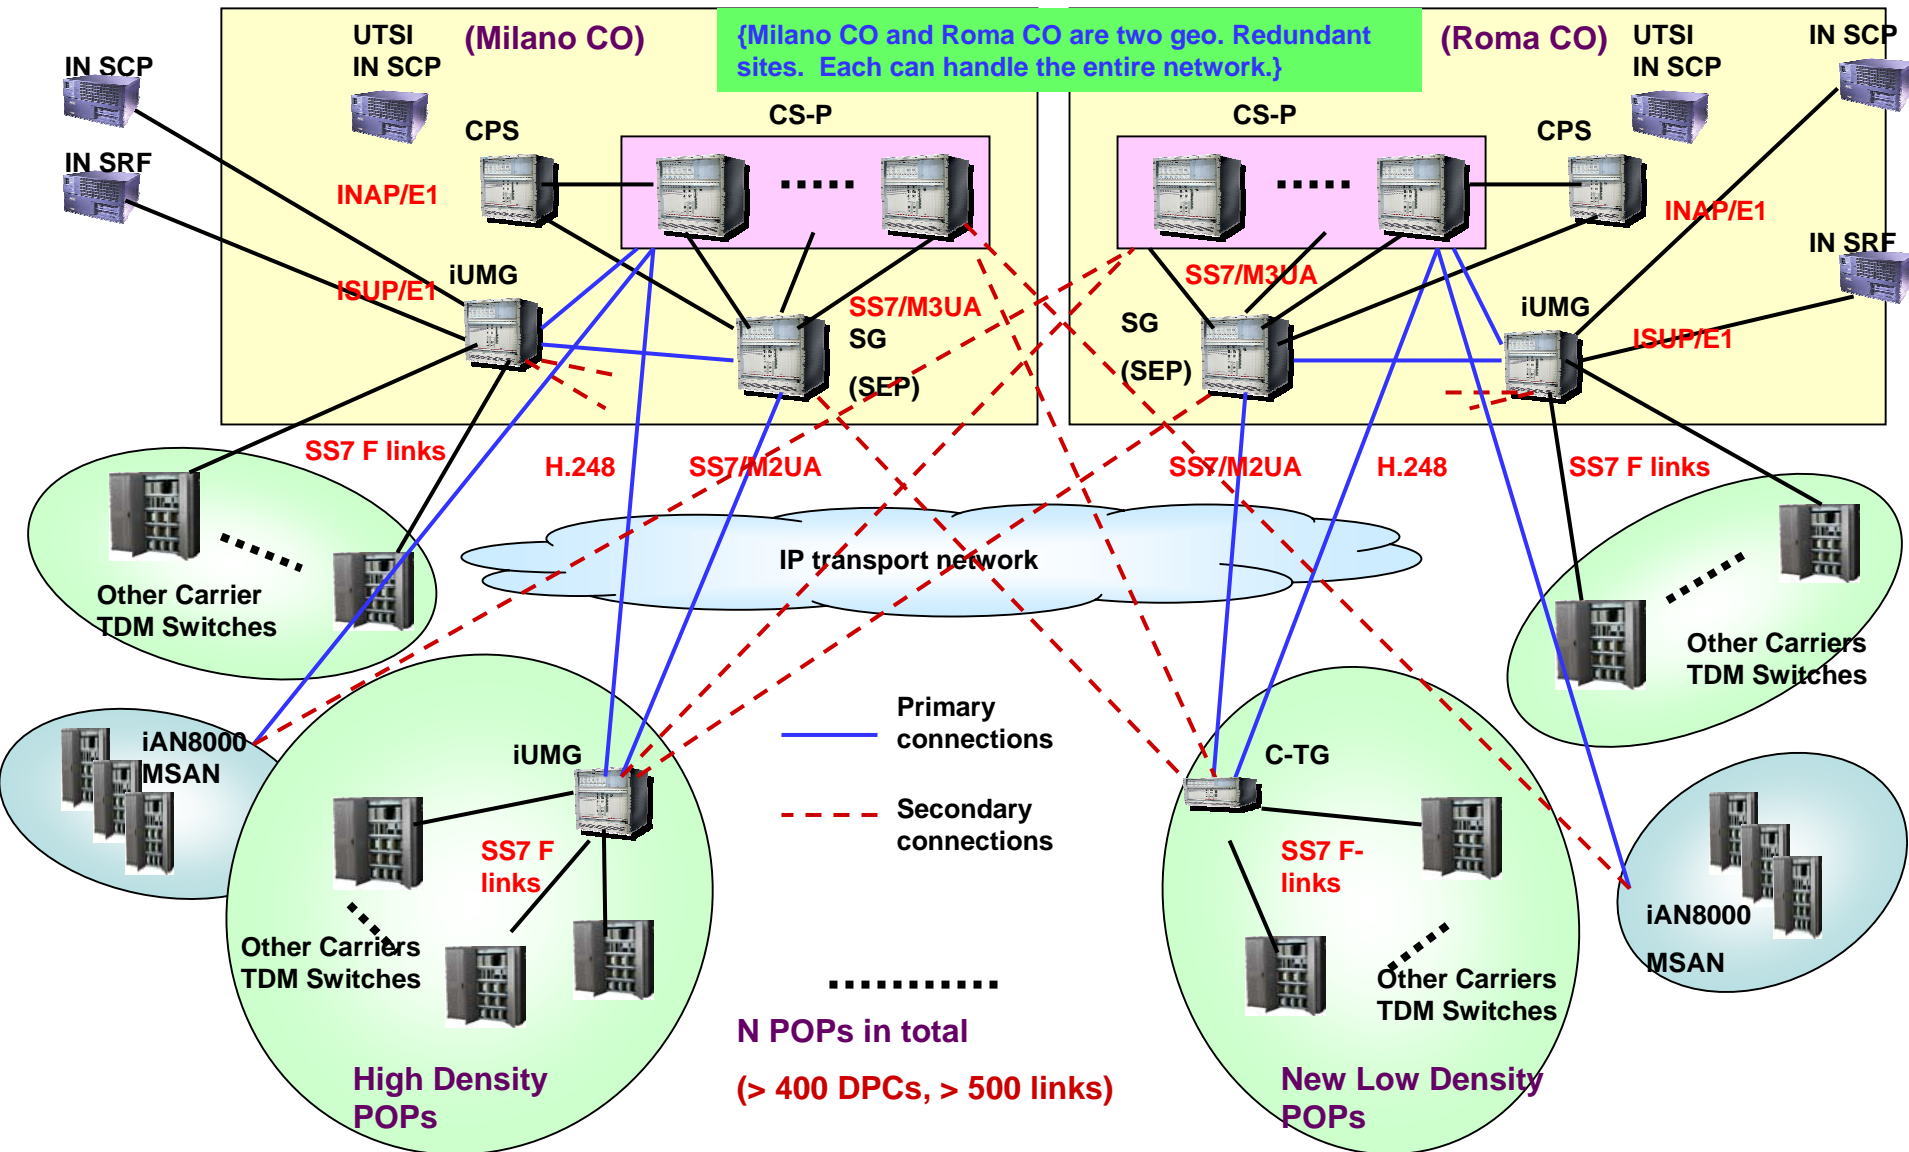 IN SCP
UTSI
IN SCP
(Milano CO)
{Milano CO and Roma CO are two geo. Redundant
sites.  Each can handle the entire network.}
(Roma CO)
UTSI
IN SCP
IN SCP
CS-P
CS-P
CPS
CPS
IN SRF
INAP/E1
INAP/E1
IN SRF
iUMG
ISUP/E1
SS7/M3UA
SG
(SEP)
SS7/M3UA
SG
(SEP)
iUMG
ISUP/E1
SS7 F links
H.248
SS7/M2UA
SS7/M2UA
H.248
SS7 F links
IP transport network
Other Carrier
TDM Switches
Other Carriers
TDM Switches
iAN8000
MSAN
iUMG
Primary
connections
C-TG
Secondary
connections
SS7 F
links
SS7 F-
links
iAN8000
MSAN
Other Carriers
TDM Switches
Other Carriers
TDM Switches
N POPs in total
(> 400 DPCs, > 500 links)
High Density
POPs
New Low Density
POPs